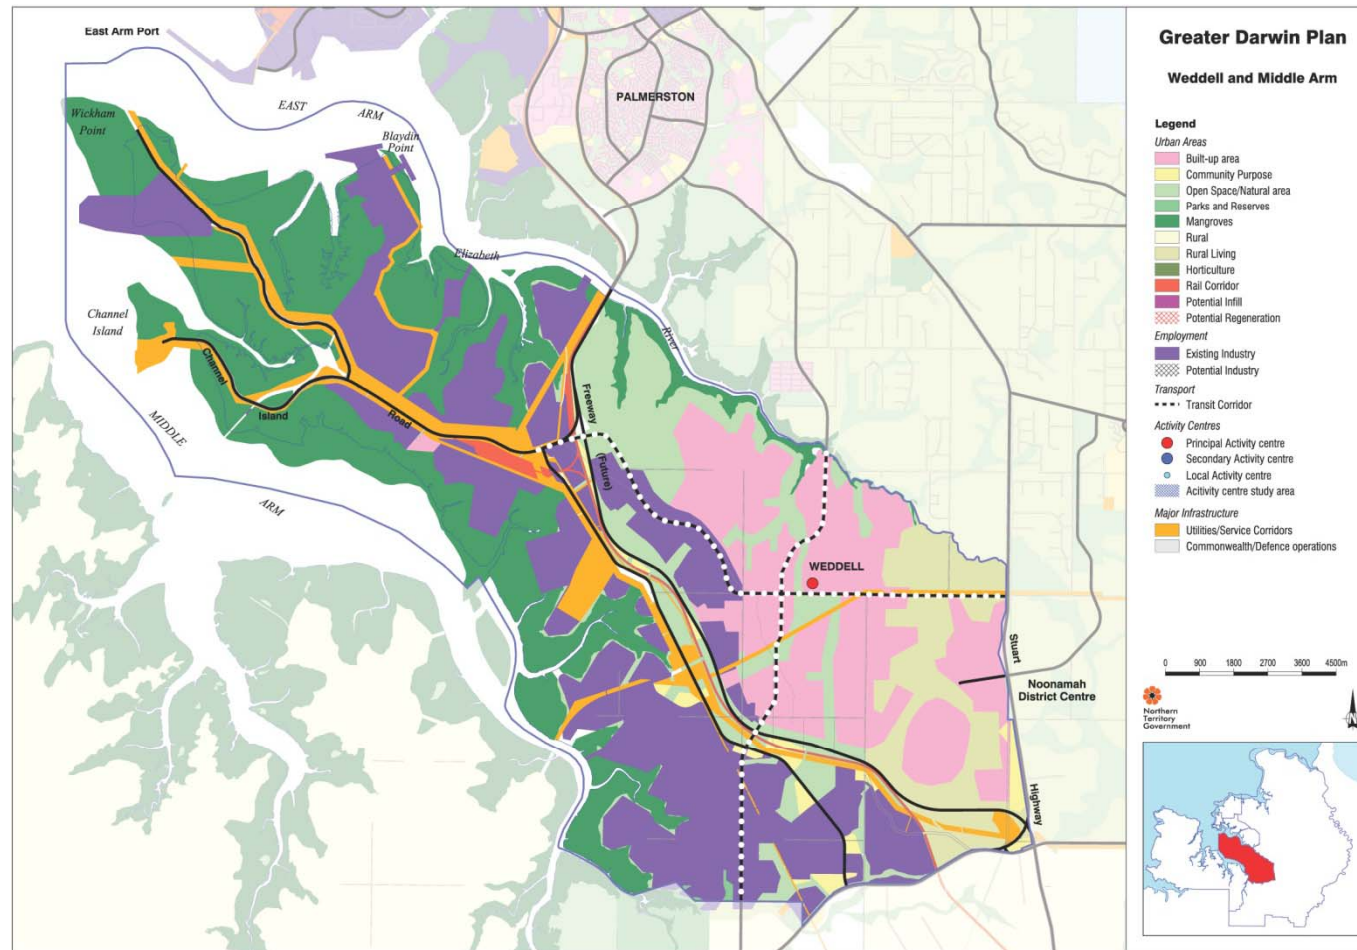 East Arm Port
EAST
ARM
PALMERSTON
Wickham
Point
Blaydin
Point
Elizabeth
River
Channel
Island
Channel
Island
Road
Freeway
(Future)
MIDDLE
ARM
WEDDELL
Stuart
Highway
Noonamah
District Centre
Greater Darwin Plan
Weddell and Middle Arm
Legend
Urban Areas
Built-up area
Community Purpose
Open Space/Natural area
Parks and Reserves
Mangroves
Rural
Rural Living
Horticulture
Rail Corridor
Potential Infill
Potential Regeneration
Employment
Existing Industry
Potential Industry
Transport
Transit Corridor
Activity Centres
Principal Activity centre
Secondary Activity centre
Local Activity centre
Acitivity centre study area
Major Infrastructure
Utilities/Service Corridors
Commonwealth/Defence operations
0 900 1800 2700 3600 4500m
Northern
Territory
Government
N